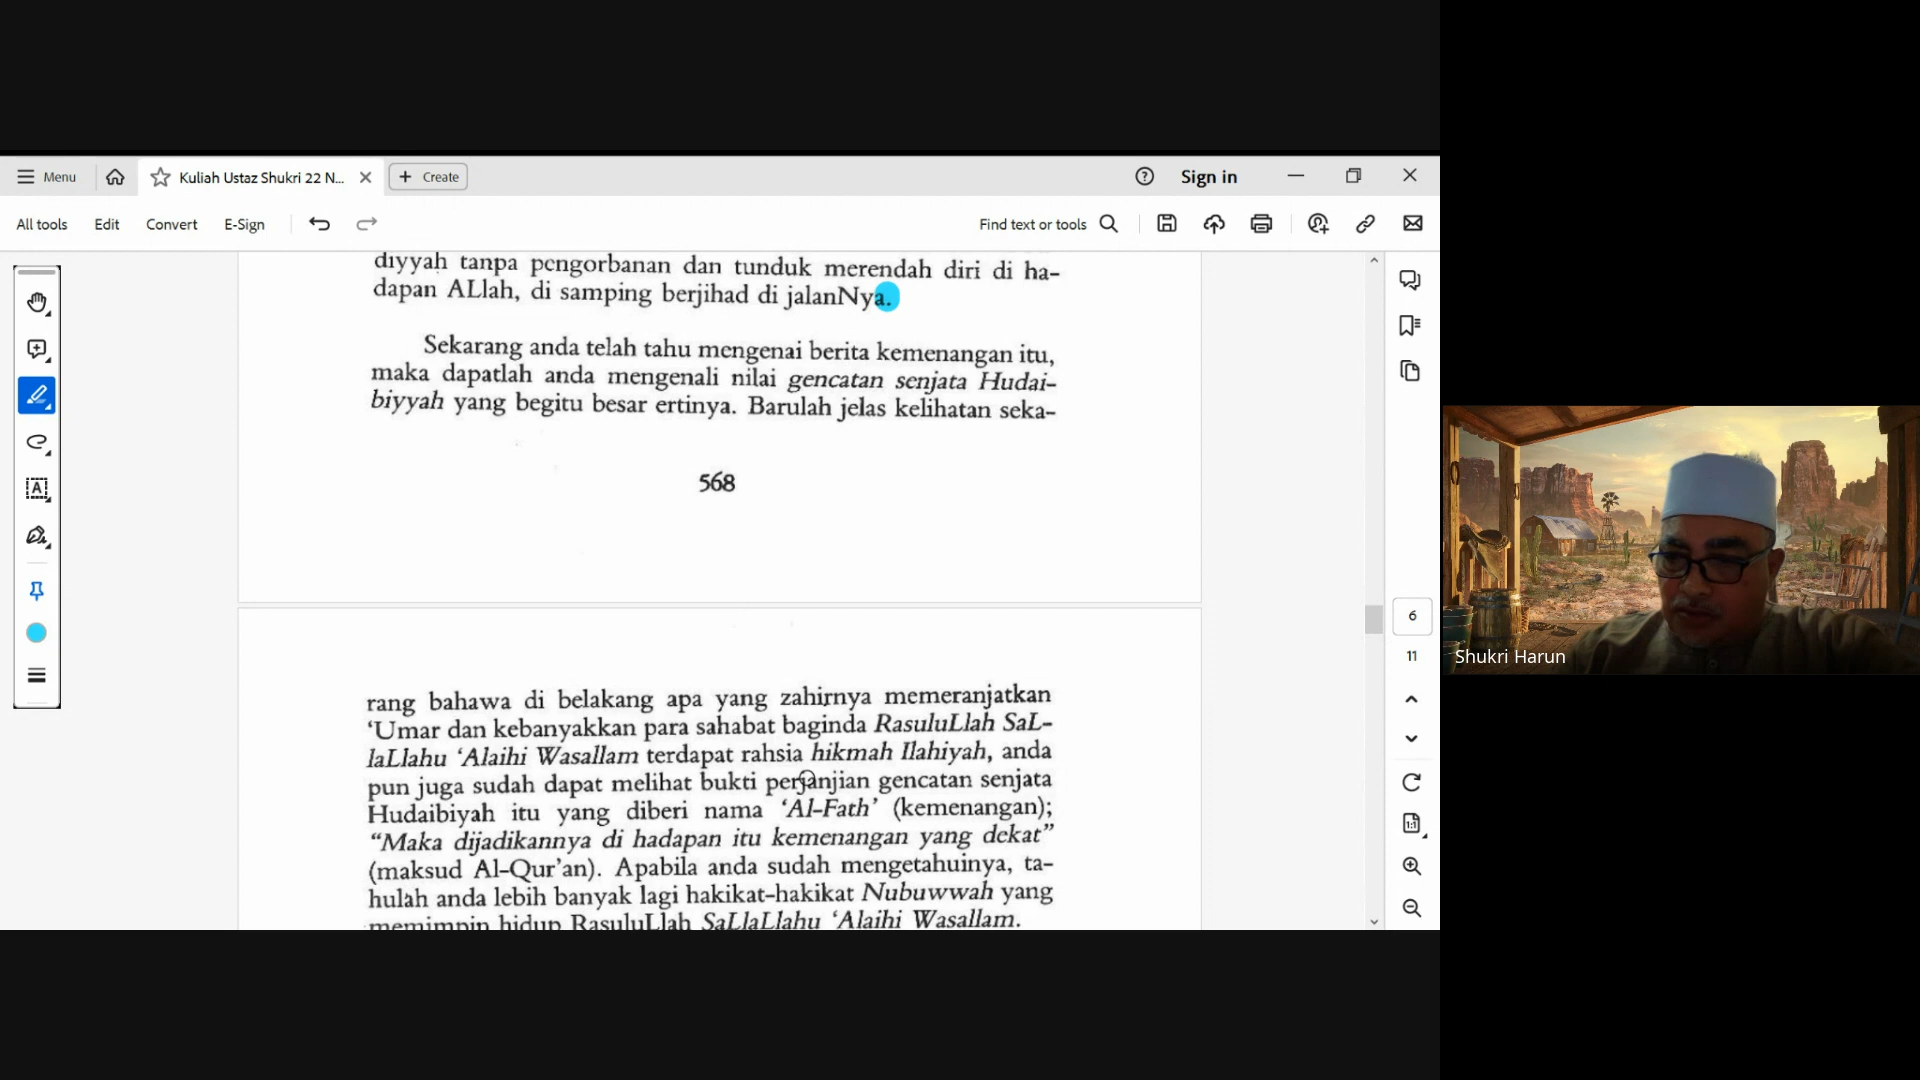 Menu
Kuliah Ustaz Shukri 22 N...
Create
Sign in
All tools
Edit
Convert
E-Sign
Find text or tools
diyyah tanpa pengorbanan dan tunduk merendah diri di ha-
dapan ALlah, di samping berjihad di jalanNya.
Sekarang anda telah tahu mengenai berita kemenangan itu,
maka dapatlah anda mengenali nilai gencatan senjata Hudai-
biyyah yang begitu besar ertinya. Barulah jelas kelihatan seka-
568
rang bahawa di belakang apa yang zahirnya memeranjatkan
‘Umar dan kebanyakkan para sahabat baginda RasuluLlah SaL-
laLlahu ‘Alaihi Wasallam terdapat rahsia hikmah Ilahiyah, anda
pun juga sudah dapat melihat bukti perjanjian gencatan senjata
Hudaibiyah itu yang diberi nama ‘Al-Fath’ (kemenangan);
“Maka dijadikannya di hadapan itu kemenangan yang dekat”
(maksud Al-Qur’an). Apabila anda sudah mengetahuinya, ta-
hulah anda lebih banyak lagi hakikat-hakikat Nubuwwah yang
memimpin hidup RasuluLlah SaLlaLlahu ‘Alaihi Wasallam.
6
11
Shukri Harun